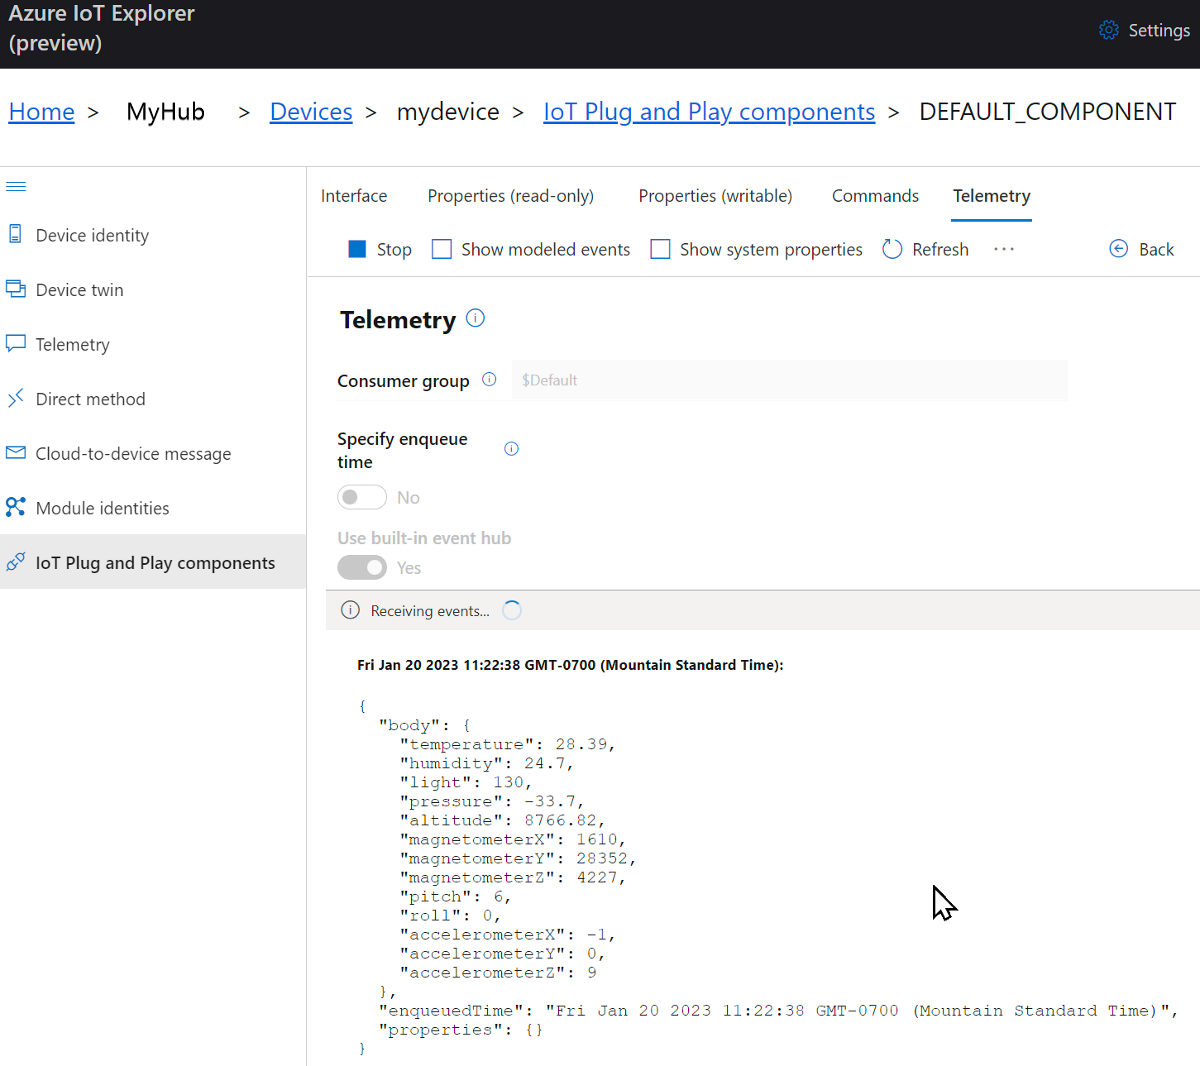 Azure IoT Explorer
(preview)
Settings
Home > MyHub > Devices > mydevice > IoT Plug and Play components > DEFAULT_COMPONENT
Device identity
Device twin
Telemetry
Direct method
Cloud-to-device message
Module identities
IoT Plug and Play components
Interface Properties (read-only) Properties (writable) Commands Telemetry
Stop Show modeled events Show system properties Refresh ··· Back
Telemetry
Consumer group $Default
Specify enqueue
time
No
Use built-in event hub
Yes
Receiving events...
Fri Jan 20 2023 11:22:38 GMT-0700 (Mountain Standard Time):
{
"body": {
"temperature": 28.39,
"humidity": 24.7,
"light": 130,
"pressure": -33.7,
"altitude": 8766.82,
"magnetometerX": 1610,
"magnetometerY": 28352,
"magnetometerZ": 4227,
"pitch": 6,
"roll": 0,
"accelerometerX": -1,
"accelerometerY": 0,
"accelerometerZ": 9
},
"enqueuedTime": "Fri Jan 20 2023 11:22:38 GMT-0700 (Mountain Standard Time)",
"properties": {}
}